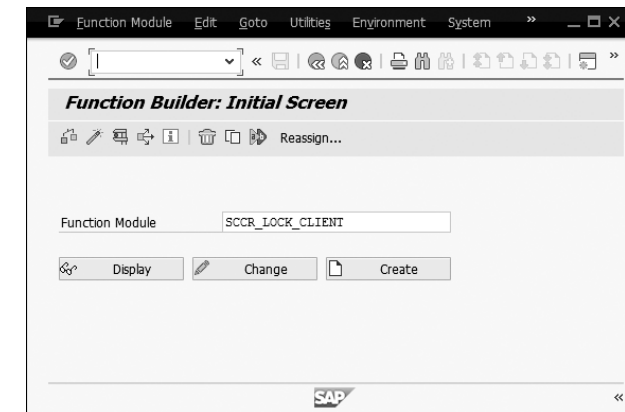 Function Module Edit Goto Utilities Environment System »
«
»
Function Builder: Initial Screen
Reassign...
Function Module SCCR_LOCK_CLIENT
Display Change Create
SAP «